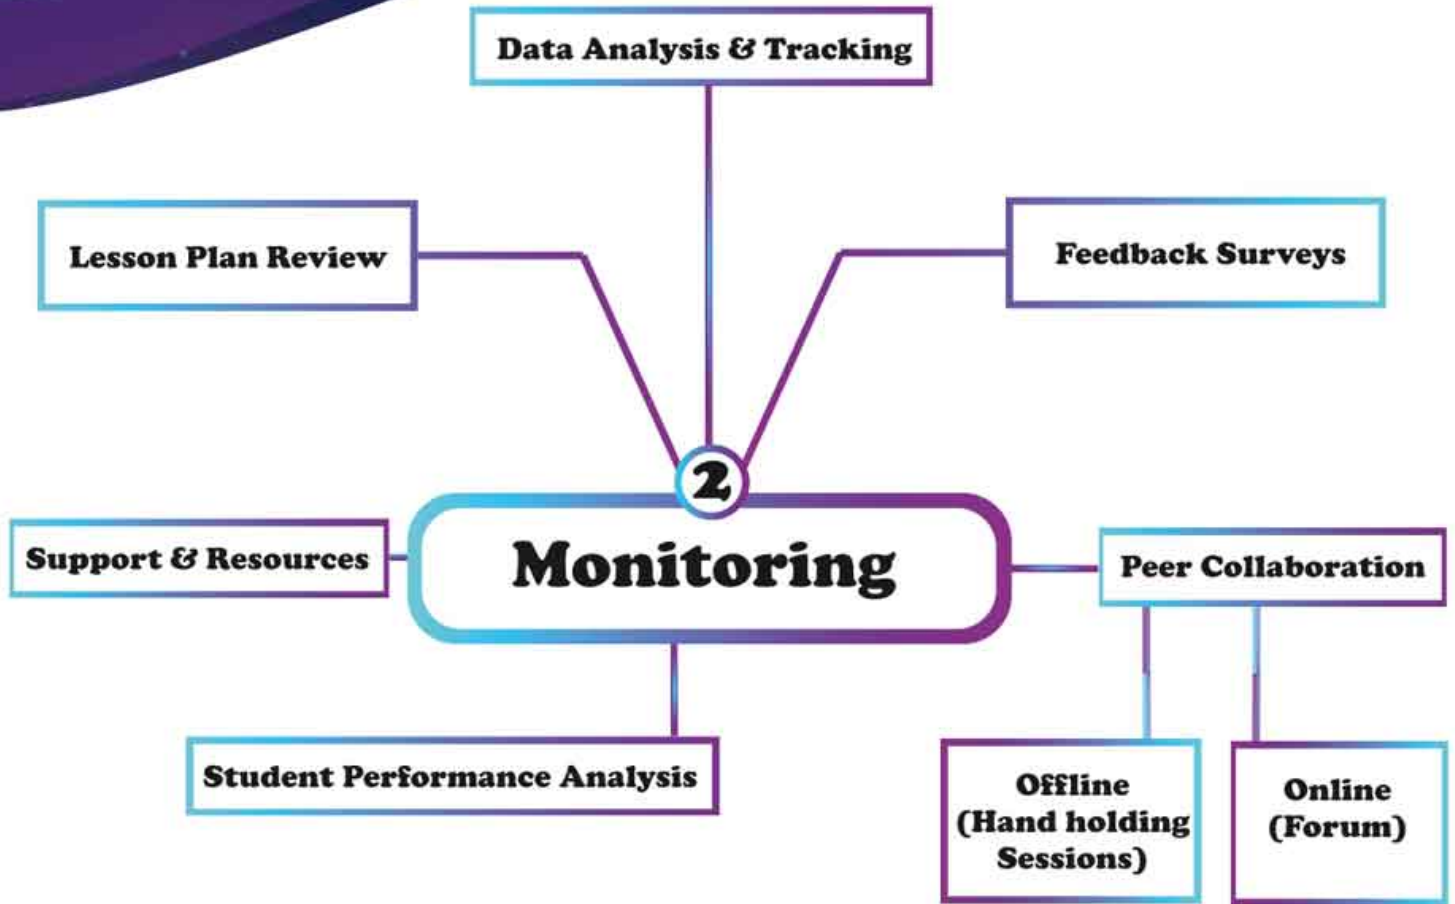 Data Analysis & Tracking
Lesson Plan Review
Feedback Surveys
2
Monitoring
Support & Resources
Peer Collaboration
Student Performance Analysis
Offline
(Hand holding
Sessions)
Online
(Forum)